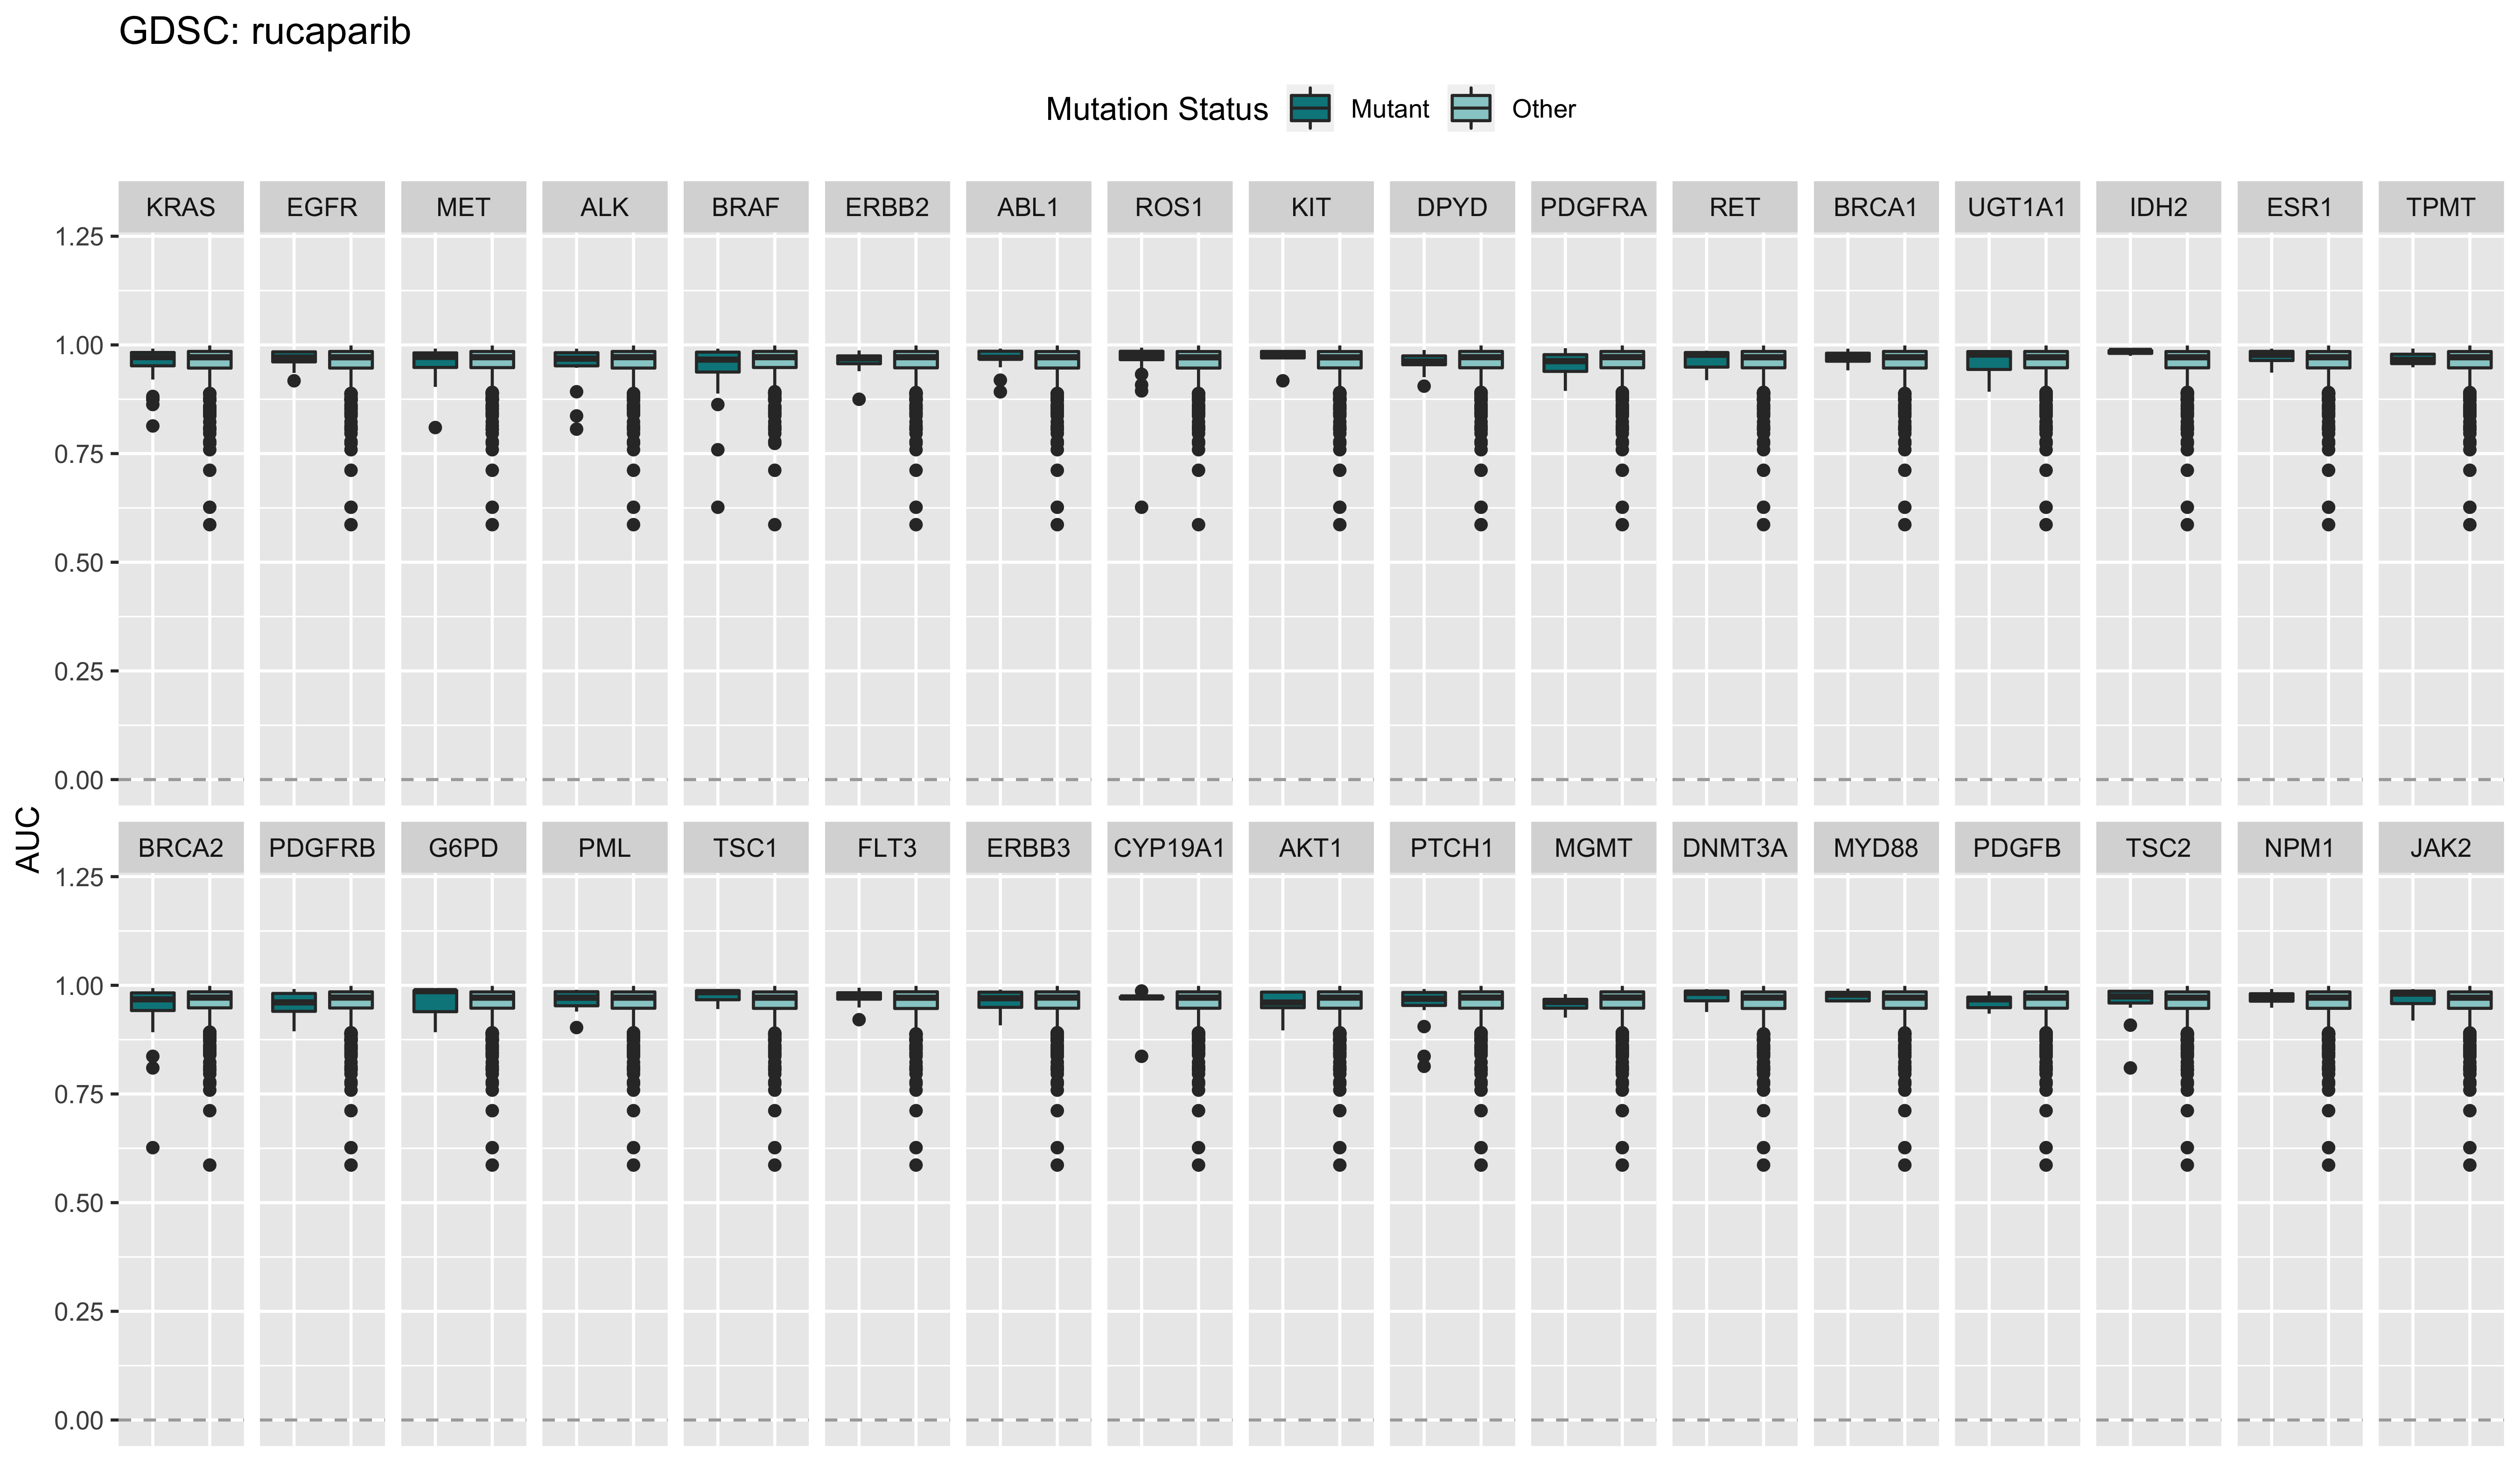 GDSC: rucaparib
Mutation Status Mutant Other
KRAS EGFR MET ALK BRAF ERBB2 ABL1 ROS1 KIT DPYD PDGFRA RET BRCA1 UGT1A1 IDH2 ESR1 TPMT
1.25
1.00
0.75
0.50
0.25
0.00
AUC
BRCA2 PDGFRB G6PD PML TSC1 FLT3 ERBB3 CYP19A1 AKT1 PTCH1 MGMT DNMT3A MYD88 PDGFB TSC2 NPM1 JAK2
1.25
1.00
0.75
0.50
0.25
0.00